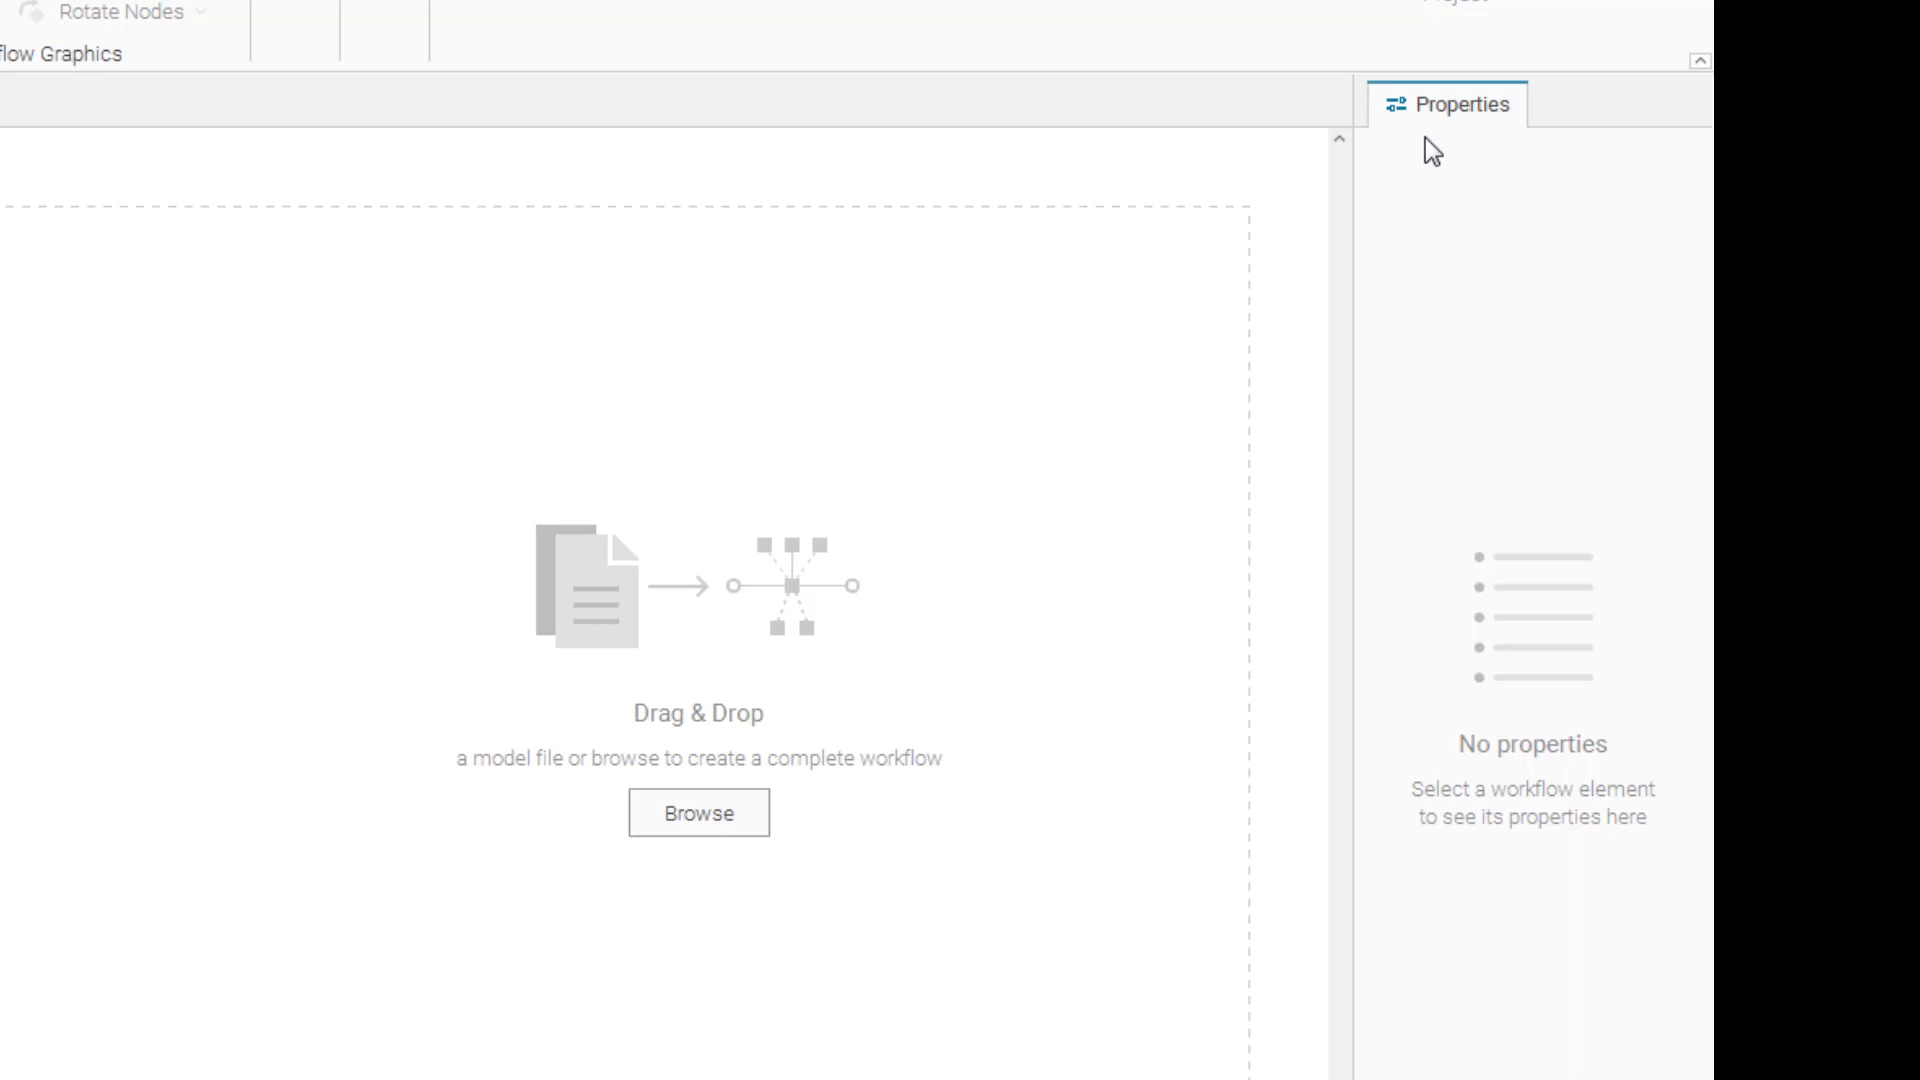 Rotate Nodes
flow Graphics
Properties
Drag & Drop
a model file or browse to create a complete workflow
Browse
No properties
Select a workflow element
to see its properties here